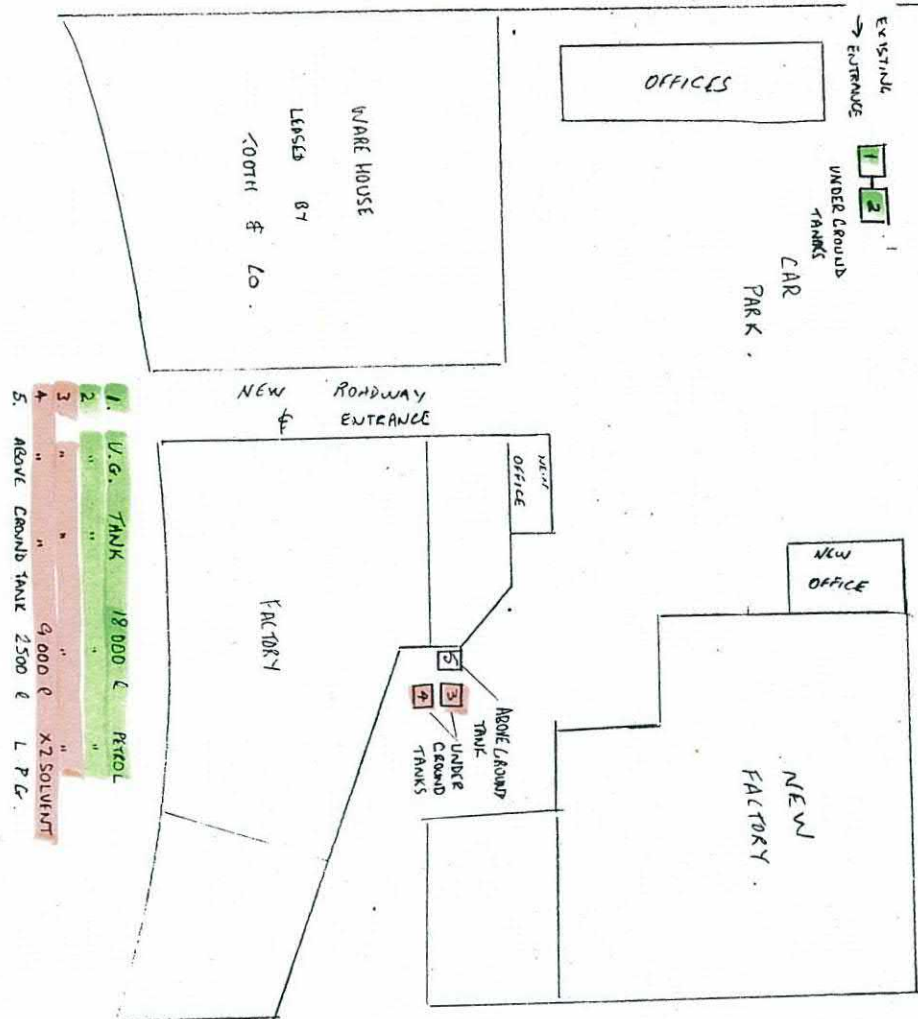 EXISTING
→ ENTRANCE
OFFICES
1
2
UNDER GROUND
TANKS
CAR
PARK.
WARE HOUSE
LEASED BY
TOOTH & CO.
NEW ROADWAY
ENTRANCE
NEW
OFFICE
NEW
OFFICE
FACTORY
5
3
4
ABOVE GROUND
TANK
UNDER
GROUND
TANKS
NEW
FACTORY.
1. U.G. TANK 18 000 ℓ PETROL
2 " " " "
3 " " " "
4 " " 9 000 ℓ X2 SOLVENT
5. ABOVE GROUND TANK 2500 ℓ L P G.